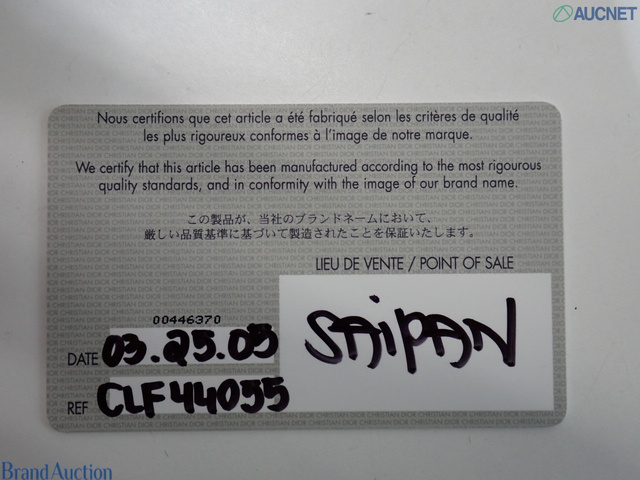 AUCNET
Nous certifions que cet article a été fabriqué selon les critères de qualité
les plus rigoureux conformes à l'image de notre marque.
We certify that this article has been manufactured according to the most rigourous
quality standards, and in conformity with the image of our brand name.
この製品が、当社のブランドネームにおいて、
厳しい品質基準に基づいて製造されたことを保証いたします。
LIEU DE VENTE / POINT OF SALE
SAiPAN
00446370
DATE 03.25.05
REF CLF44055
Brand Auction